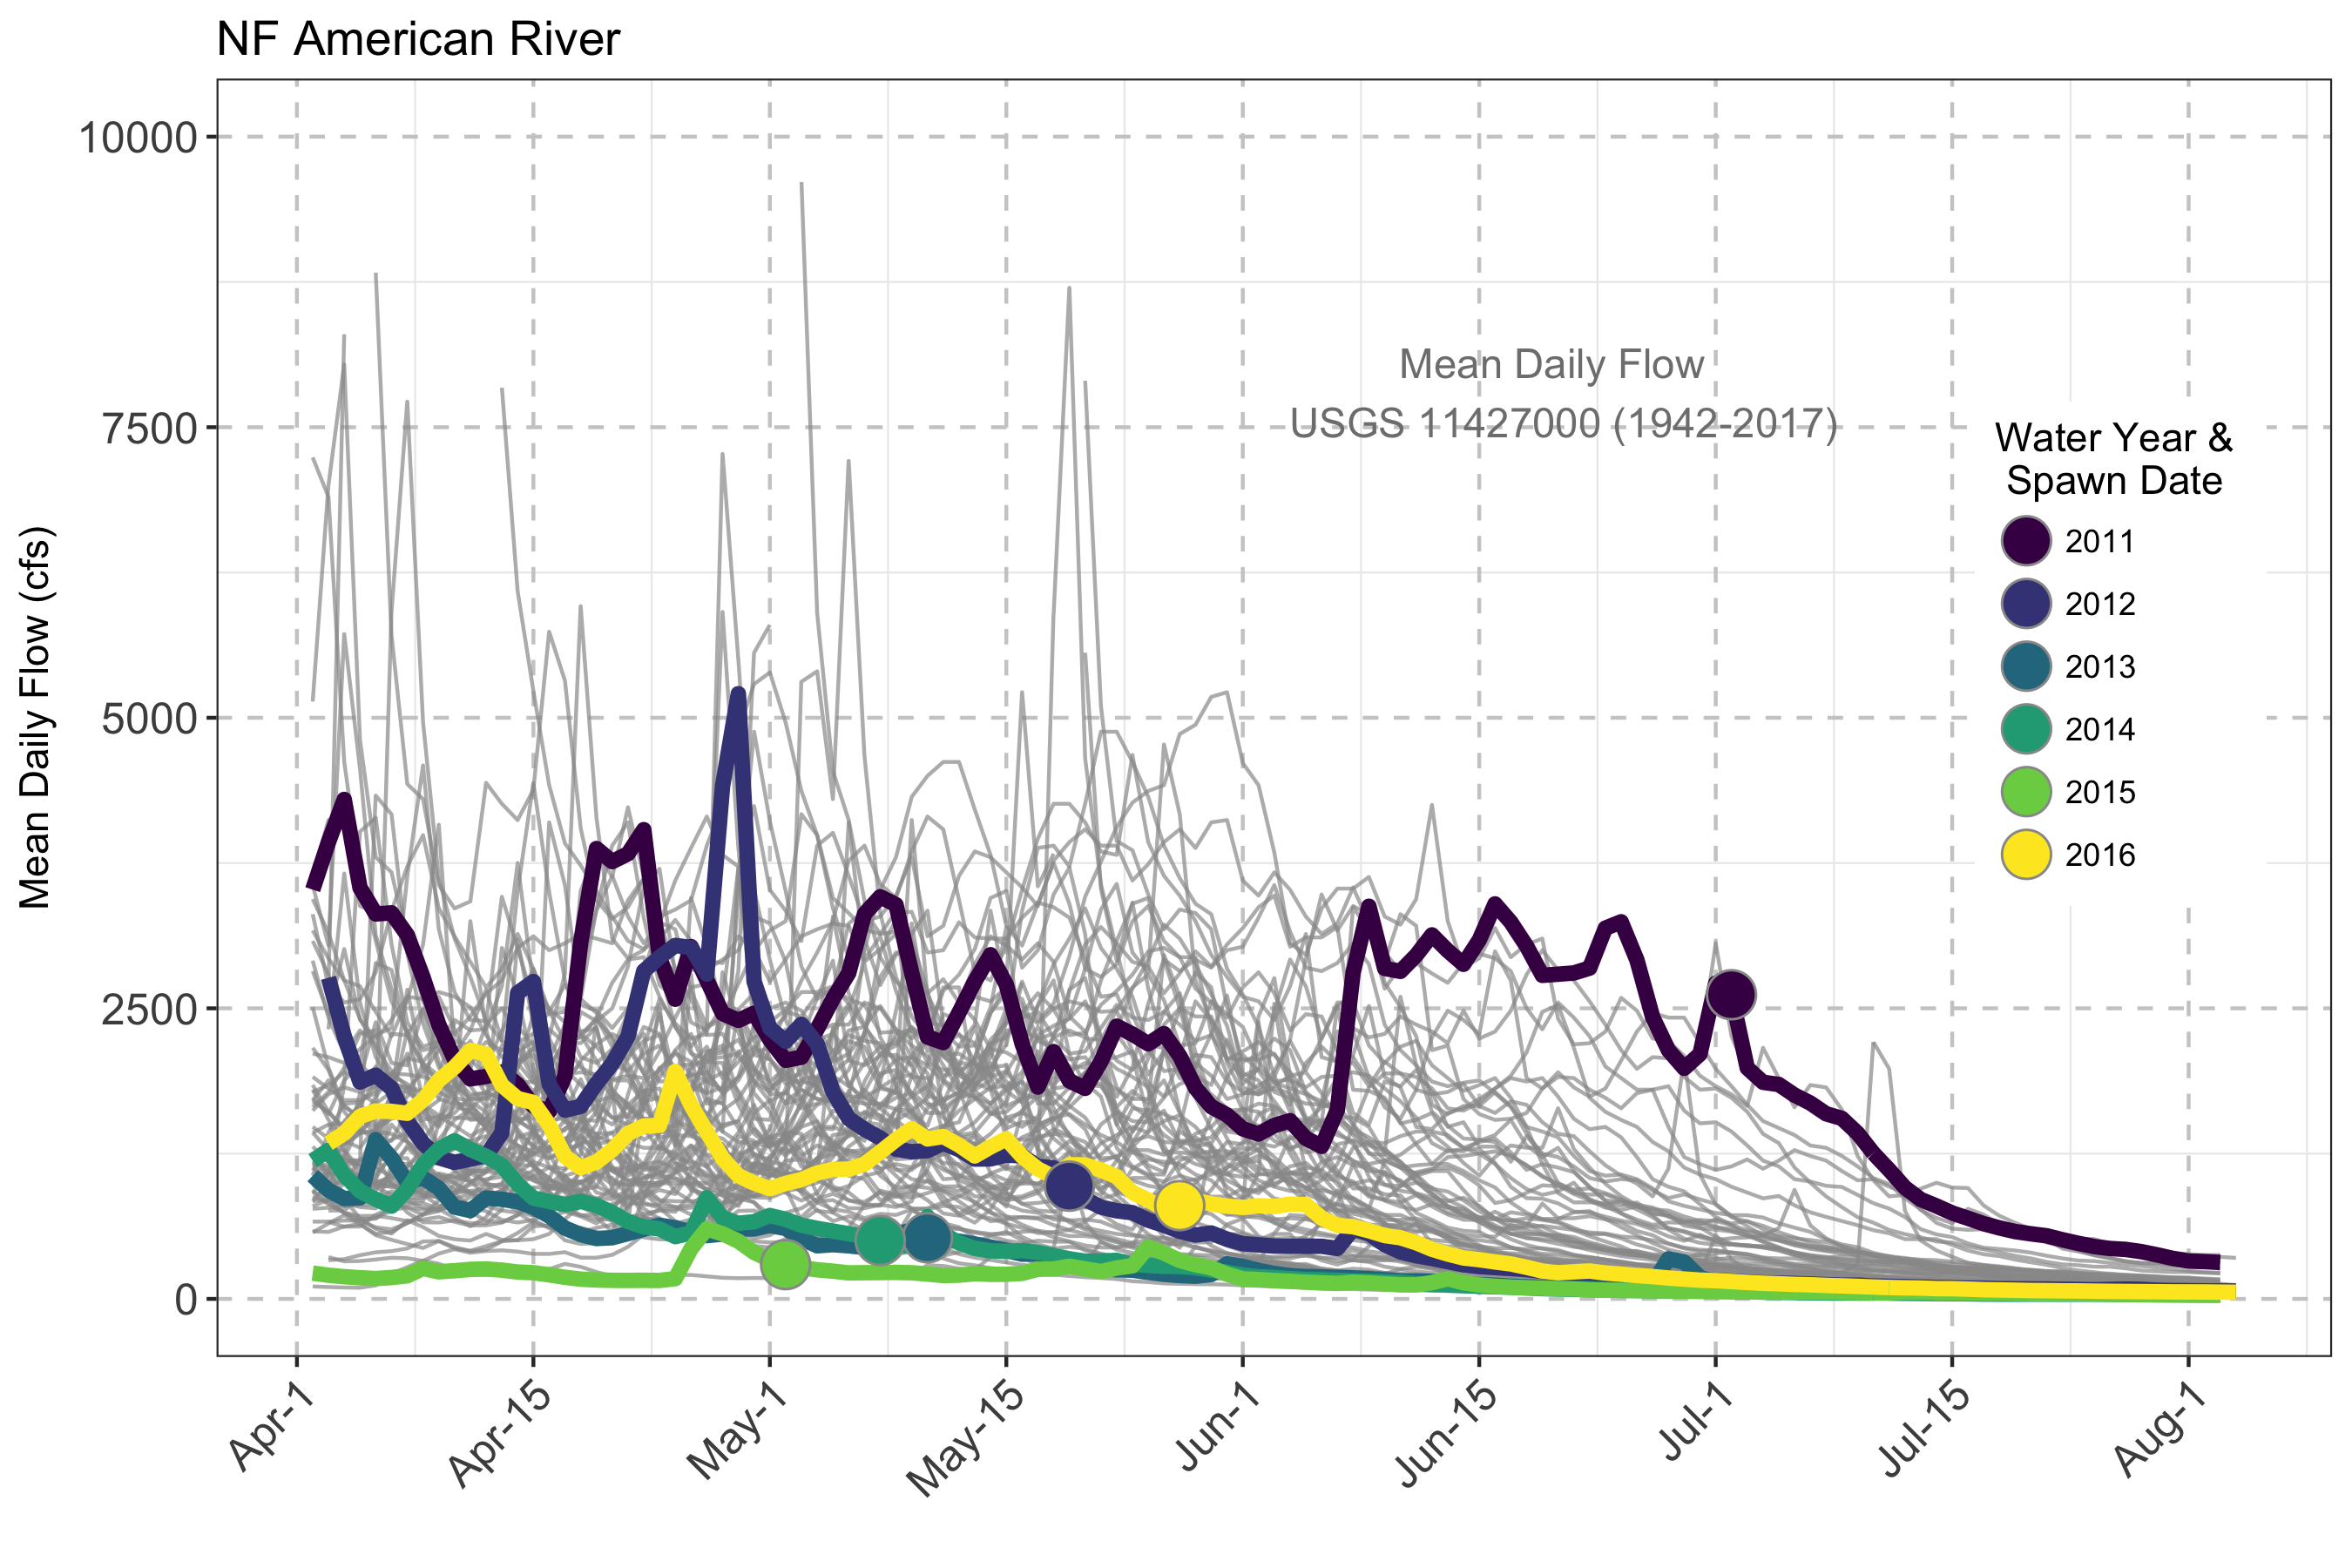 NF American River
10000
7500
5000
2500
0
Mean Daily Flow (cfs)
Mean Daily Flow
USGS 11427000 (1942-2017)
Water Year &
Spawn Date
2011
2012
2013
2014
2015
2016
Apr-1
Apr-15
May-1
May-15
Jun-1
Jun-15
Jul-1
Jul-15
Aug-1